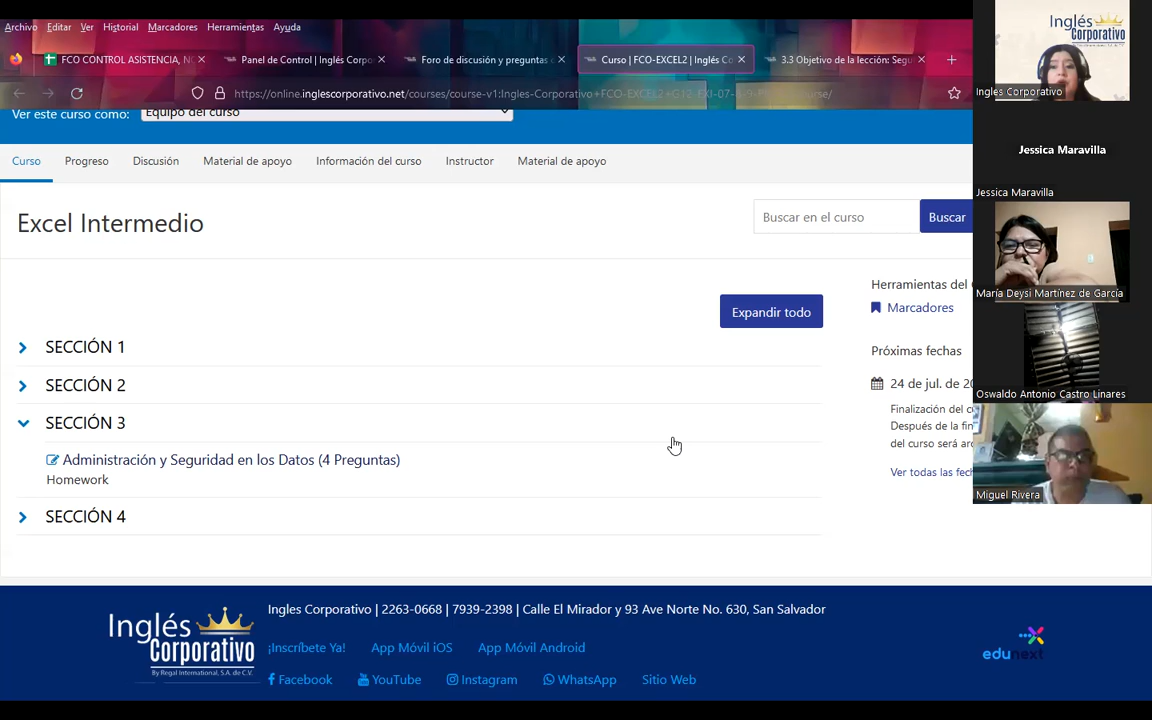 Archivo Editar Ver Historial Marcadores Herramientas Ayuda
FCO CONTROL ASISTENCIA, NO
Panel de Control | Inglés Corpo
Foro de discusión y preguntas
Curso | FCO-EXCEL2 | Inglés Co
3.3 Objetivo de la lección: Segu
https://online.inglescorporativo.net/courses/course-v1:Ingles-Corporativo+FCO-EXCEL2+
Ver este curso como: Equipo del curso
Curso Progreso Discusión Material de apoyo Información del curso Instructor Material de apoyo
Excel Intermedio
Buscar en el curso
Buscar
Herramientas del
Marcadores
Expandir todo
Próximas fechas
24 de jul. de 20
Finalización del c
Después de la fin
del curso será arc
Ver todas las fech
SECCIÓN 1
SECCIÓN 2
SECCIÓN 3
Administración y Seguridad en los Datos (4 Preguntas)
Homework
SECCIÓN 4
Inglés
Corporativo
By Regal International, S.A. de C.V.
Ingles Corporativo | 2263-0668 | 7939-2398 | Calle El Mirador y 93 Ave Norte No. 630, San Salvador
¡Inscríbete Ya! App Móvil iOS App Móvil Android
Facebook YouTube Instagram WhatsApp Sitio Web
edunext
Inglés
Corporativo
Ingles Corporativo
Jessica Maravilla
Jessica Maravilla
María Deysi Martínez de García
Oswaldo Antonio Castro Linares
Miguel Rivera